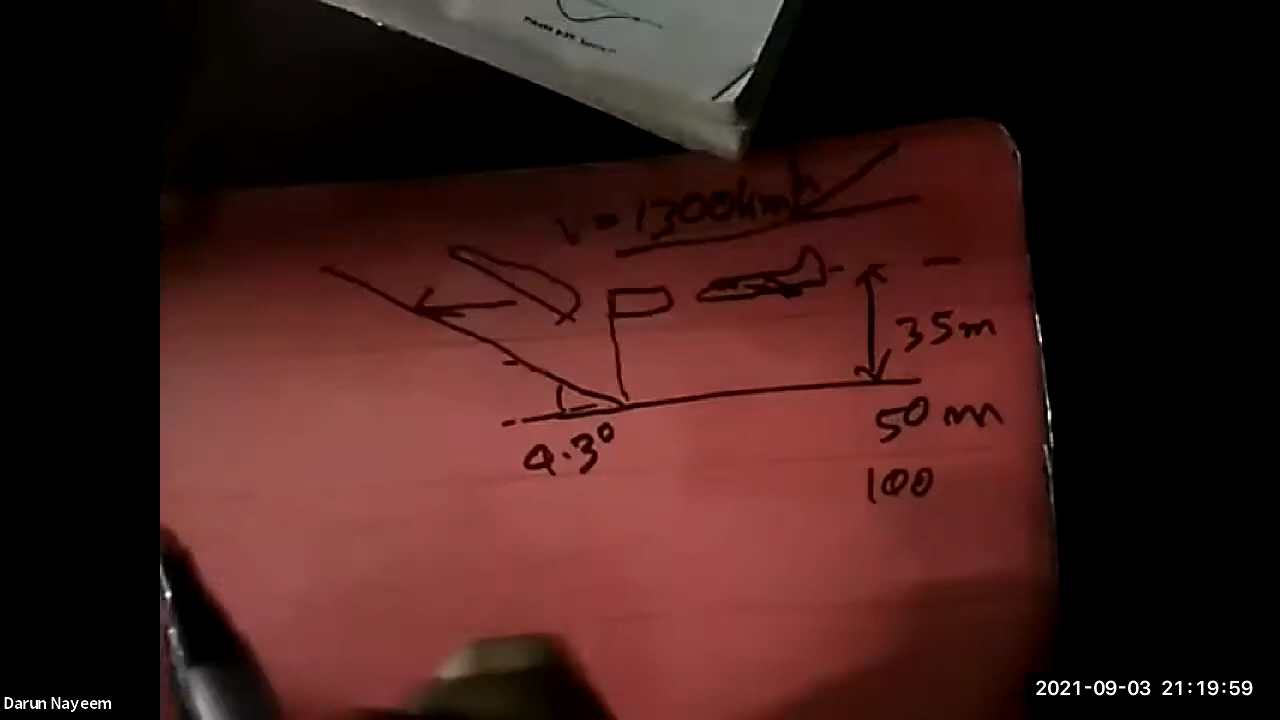 v = 1300km/h
35m
4.3°
50 m
100
Darun Nayeem
2021-09-03 21:19:59